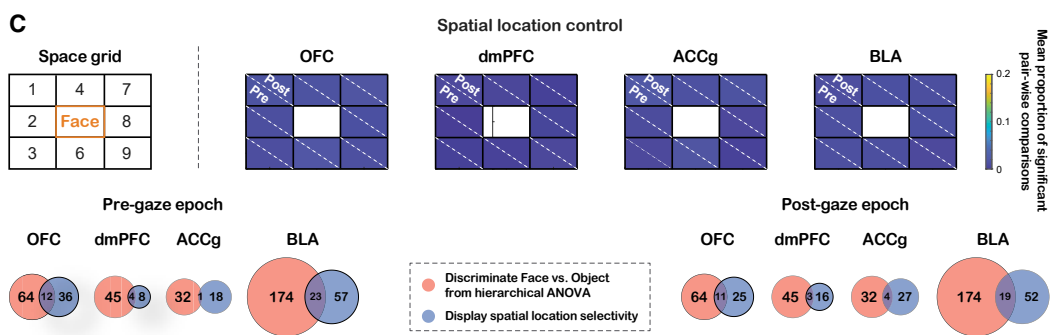 C
Spatial location control
Space grid
OFC
dmPFC
ACCg
BLA
1 4 7
2 Face 8
3 6 9
Post
Pre
Post
Pre
Post
Pre
Post
Pre
0.2
0.1
0
Mean proportion of significant
pair-wise comparisons
Pre-gaze epoch
OFC
dmPFC
ACCg
BLA
64 12 36
45 4 8
32 1 18
174 23 57
Discriminate Face vs. Object
from hierarchical ANOVA
Display spatial location selectivity
Post-gaze epoch
OFC
dmPFC
ACCg
BLA
64 11 25
45 3 16
32 4 27
174 19 52